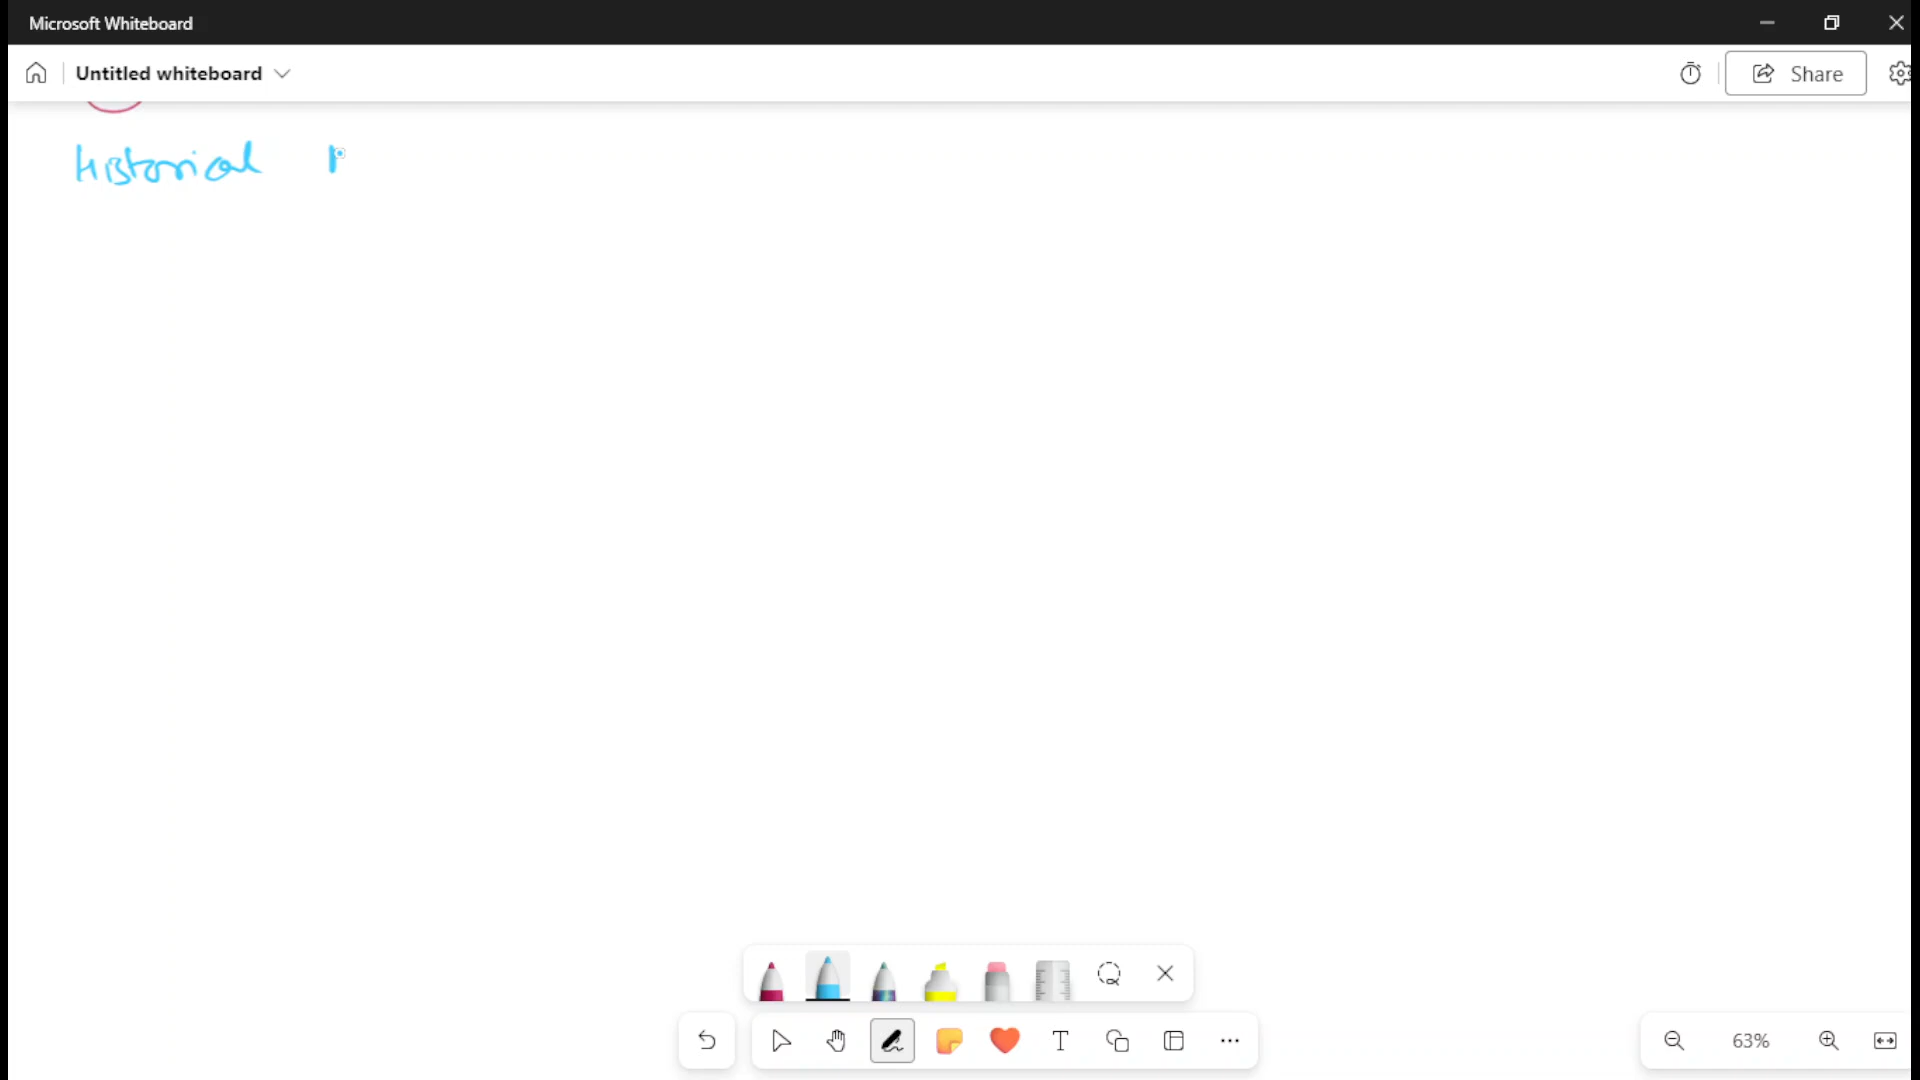 Microsoft Whiteboard
Untitled whiteboard
Share
Historical
63%